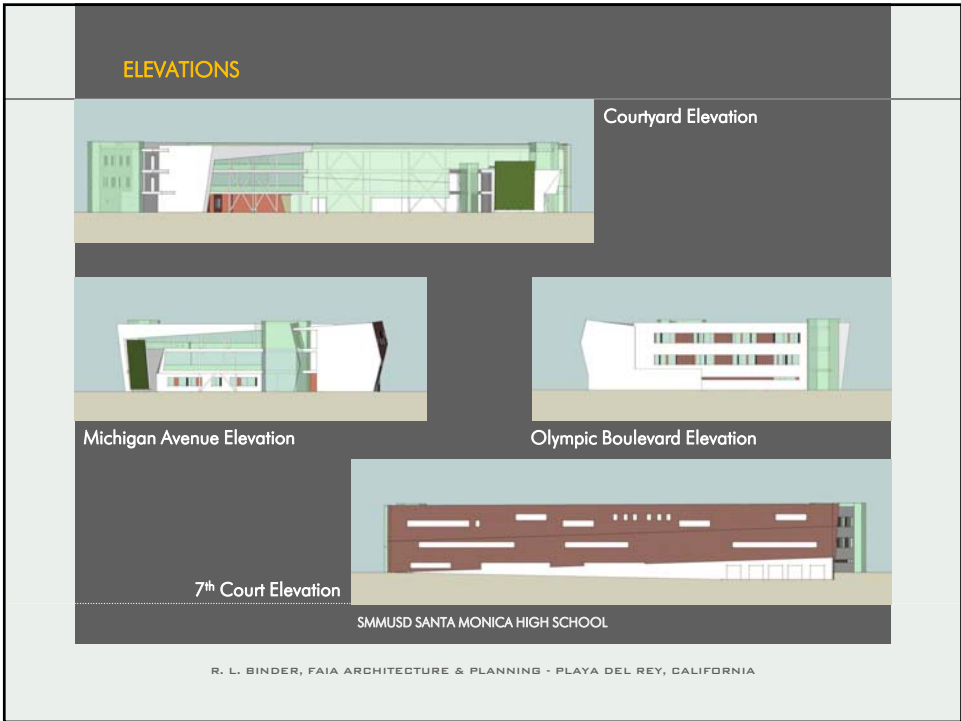 ELEVATIONS
Courtyard Elevation
Michigan Avenue Elevation
Olympic Boulevard Elevation
7th Court Elevation
SMMUSD SANTA MONICA HIGH SCHOOL
R. L. BINDER, FAIA ARCHITECTURE & PLANNING - PLAYA DEL REY, CALIFORNIA